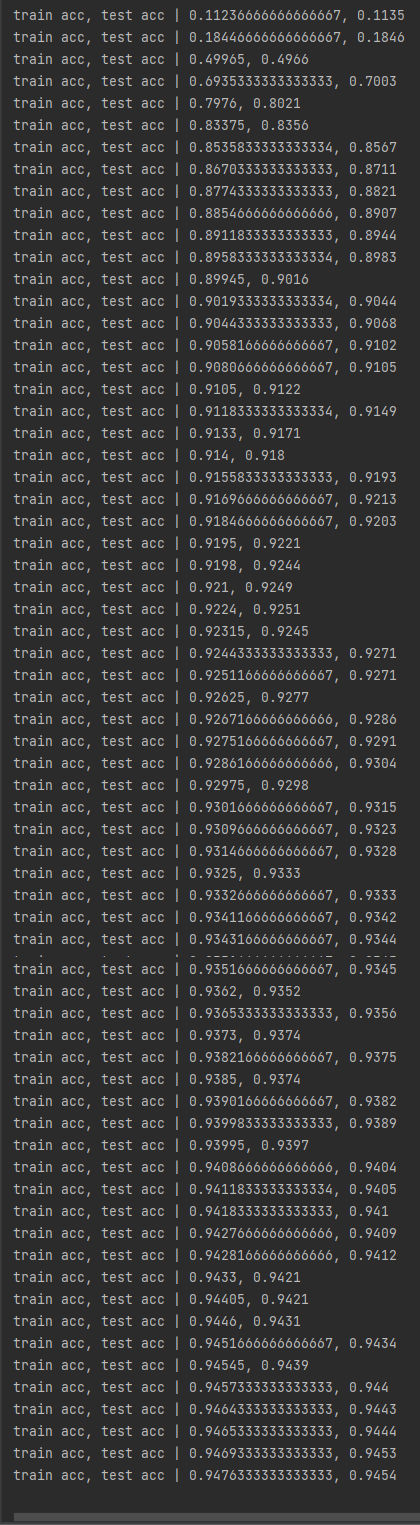 train acc, test acc | 0.11236666666666667, 0.1135
train acc, test acc | 0.18446666666666667, 0.1846
train acc, test acc | 0.49965, 0.4966
train acc, test acc | 0.6935333333333333, 0.7003
train acc, test acc | 0.7976, 0.8021
train acc, test acc | 0.83375, 0.8356
train acc, test acc | 0.8535833333333334, 0.8567
train acc, test acc | 0.8670333333333333, 0.8711
train acc, test acc | 0.8774333333333333, 0.8821
train acc, test acc | 0.8854666666666666, 0.8907
train acc, test acc | 0.8911833333333333, 0.8944
train acc, test acc | 0.8958333333333334, 0.8983
train acc, test acc | 0.89945, 0.9016
train acc, test acc | 0.9019333333333334, 0.9044
train acc, test acc | 0.9044333333333333, 0.9068
train acc, test acc | 0.9058166666666667, 0.9102
train acc, test acc | 0.9080666666666667, 0.9105
train acc, test acc | 0.9105, 0.9122
train acc, test acc | 0.9118333333333334, 0.9149
train acc, test acc | 0.9133, 0.9171
train acc, test acc | 0.914, 0.918
train acc, test acc | 0.9155833333333333, 0.9193
train acc, test acc | 0.9169666666666667, 0.9213
train acc, test acc | 0.9184666666666667, 0.9203
train acc, test acc | 0.9195, 0.9221
train acc, test acc | 0.9198, 0.9244
train acc, test acc | 0.921, 0.9249
train acc, test acc | 0.9224, 0.9251
train acc, test acc | 0.92315, 0.9245
train acc, test acc | 0.9244333333333333, 0.9271
train acc, test acc | 0.9251166666666667, 0.9271
train acc, test acc | 0.92625, 0.9277
train acc, test acc | 0.9267166666666666, 0.9286
train acc, test acc | 0.9275166666666667, 0.9291
train acc, test acc | 0.9286166666666666, 0.9304
train acc, test acc | 0.92975, 0.9298
train acc, test acc | 0.9301666666666667, 0.9315
train acc, test acc | 0.9309666666666667, 0.9323
train acc, test acc | 0.9314666666666667, 0.9328
train acc, test acc | 0.9325, 0.9333
train acc, test acc | 0.9332666666666667, 0.9333
train acc, test acc | 0.9341166666666667, 0.9342
train acc, test acc | 0.9343166666666667, 0.9344
train acc, test acc | 0.9351666666666667, 0.9345
train acc, test acc | 0.9362, 0.9352
train acc, test acc | 0.9365333333333333, 0.9356
train acc, test acc | 0.9373, 0.9374
train acc, test acc | 0.9382166666666667, 0.9375
train acc, test acc | 0.9385, 0.9374
train acc, test acc | 0.9390166666666667, 0.9382
train acc, test acc | 0.9399833333333333, 0.9389
train acc, test acc | 0.93995, 0.9397
train acc, test acc | 0.9408666666666666, 0.9404
train acc, test acc | 0.9411833333333334, 0.9405
train acc, test acc | 0.9418333333333333, 0.941
train acc, test acc | 0.9427666666666666, 0.9409
train acc, test acc | 0.9428166666666666, 0.9412
train acc, test acc | 0.9433, 0.9421
train acc, test acc | 0.94405, 0.9421
train acc, test acc | 0.9446, 0.9431
train acc, test acc | 0.9451666666666667, 0.9434
train acc, test acc | 0.94545, 0.9439
train acc, test acc | 0.9457333333333333, 0.944
train acc, test acc | 0.9464333333333333, 0.9443
train acc, test acc | 0.9465333333333333, 0.9444
train acc, test acc | 0.9469333333333333, 0.9453
train acc, test acc | 0.9476333333333333, 0.9454